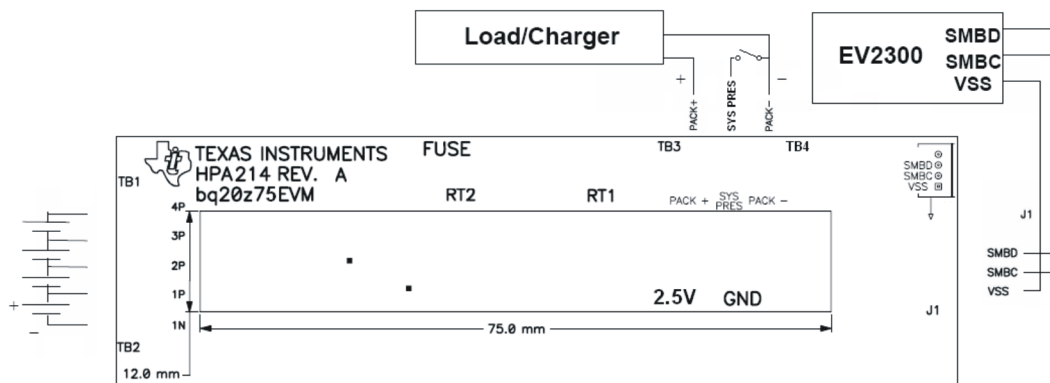 Load/Charger
EV2300
SMBD
SMBC
VSS
+
-
PACK+
SYS PRES
PACK-
TEXAS INSTRUMENTS
HPA214 REV. A
bq20z75EVM
FUSE
TB3
TB4
TB1
RT2
RT1
SMBD
SMBC
VSS
PACK +
SYS
PRES
PACK -
J1
4P
3P
2P
1P
1N
+
-
2.5V GND
SMBD
SMBC
VSS
J1
75.0 mm
TB2
12.0 mm